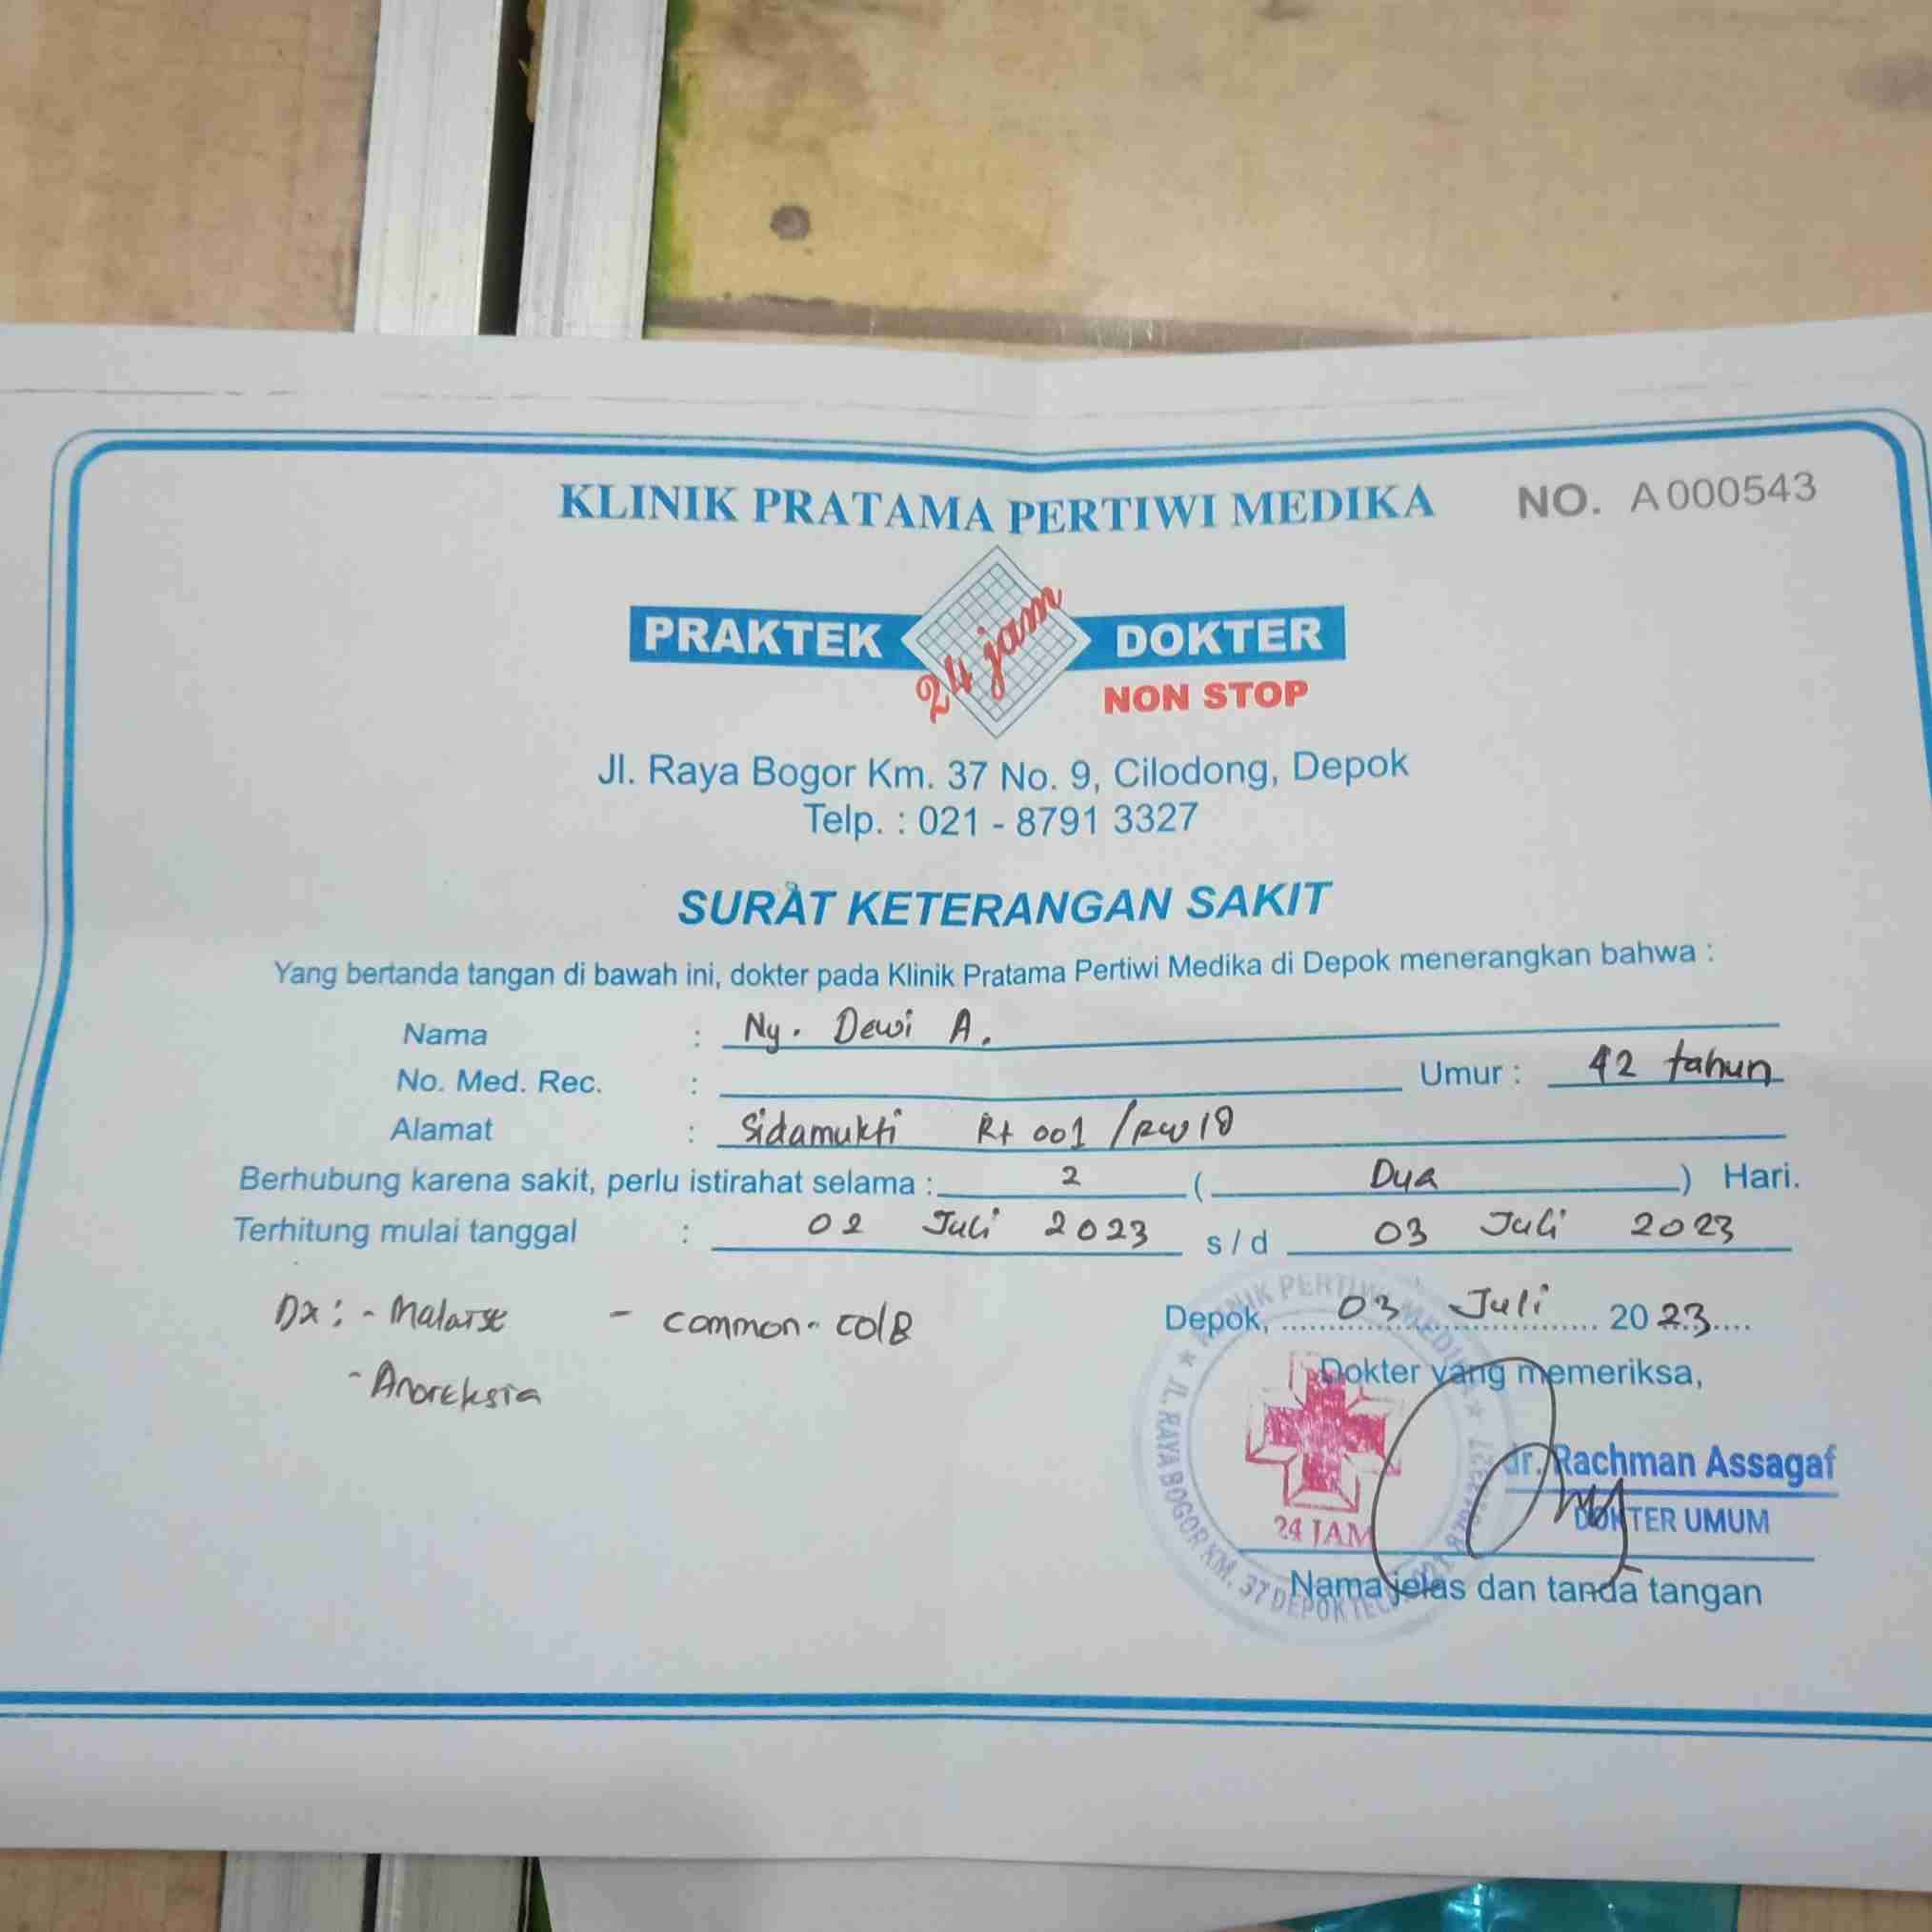 KLINIK PRATAMA PERTIWI MEDIKA NO. A000543
PRAKTEK 24 jam DOKTER
NON STOP
Jl. Raya Bogor Km. 37 No. 9, Cilodong, Depok
Telp. : 021 - 8791 3327
SURAT KETERANGAN SAKIT
Yang bertanda tangan di bawah ini, dokter pada Klinik Pratama Pertiwi Medika di Depok menerangkan bahwa :
Nama : Ny. Dewi A.
No. Med. Rec. : Umur : 42 tahun
Alamat : Sidamukti Rt 001 /RW 18
Berhubung karena sakit, perlu istirahat selama : 2 ( Dua ) Hari.
Terhitung mulai tanggal : 02 Juli 2023 s/d 03 Juli 2023
Dx : - Malaise - common cold
- Anoreksia
Depok, 03 Juli 2023
Dokter yang memeriksa,
dr. Rachman Assagaf
DOKTER UMUM
24 JAM
Nama jelas dan tanda tangan